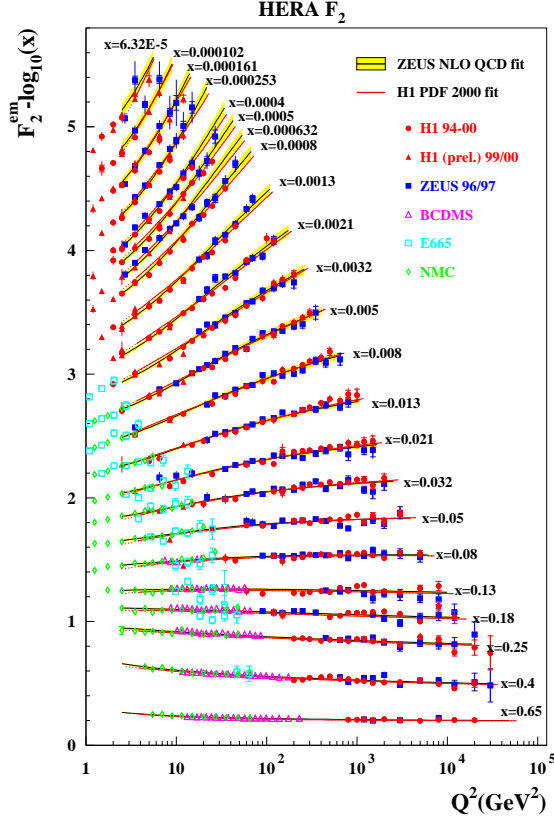 HERA F₂
F₂ᵉᵐ-log₁₀(x)
x=6.32E-5
x=0.000102
x=0.000161
x=0.000253
x=0.0004
x=0.0005
x=0.000632
x=0.0008
x=0.0013
x=0.0021
x=0.0032
x=0.005
x=0.008
x=0.013
x=0.021
x=0.032
x=0.05
x=0.08
x=0.13
x=0.18
x=0.25
x=0.4
x=0.65
ZEUS NLO QCD fit
H1 PDF 2000 fit
H1 94-00
H1 (prel.) 99/00
ZEUS 96/97
BCDMS
E665
NMC
5
4
3
2
1
0
1 10 10² 10³ 10⁴ 10⁵
Q²(GeV²)